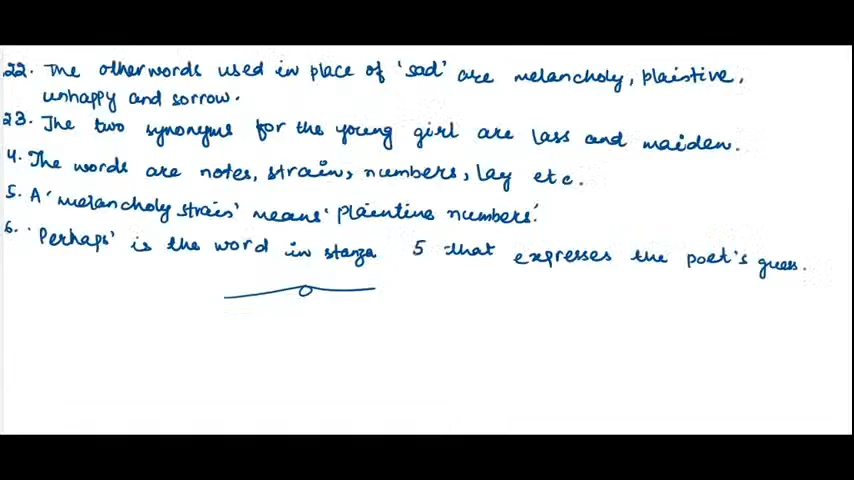 22. The other words used in place of 'sad' are melancholy, plaintive,
unhappy and sorrow.
23. The two synonyms for the young girl are lass and maiden.
4. The words are notes, strain, numbers, lay etc.
5. A 'melancholy strain' means 'plaintive numbers'.
6. 'Perhaps' is the word in stanza 5 that expresses the poet's guess.